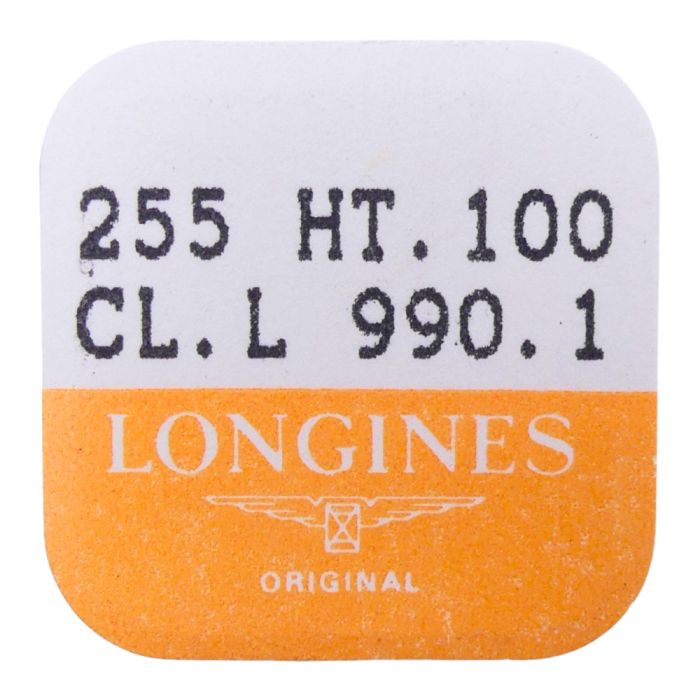 255 HT.100
CL.L 990.1
LONGINES
ORIGINAL